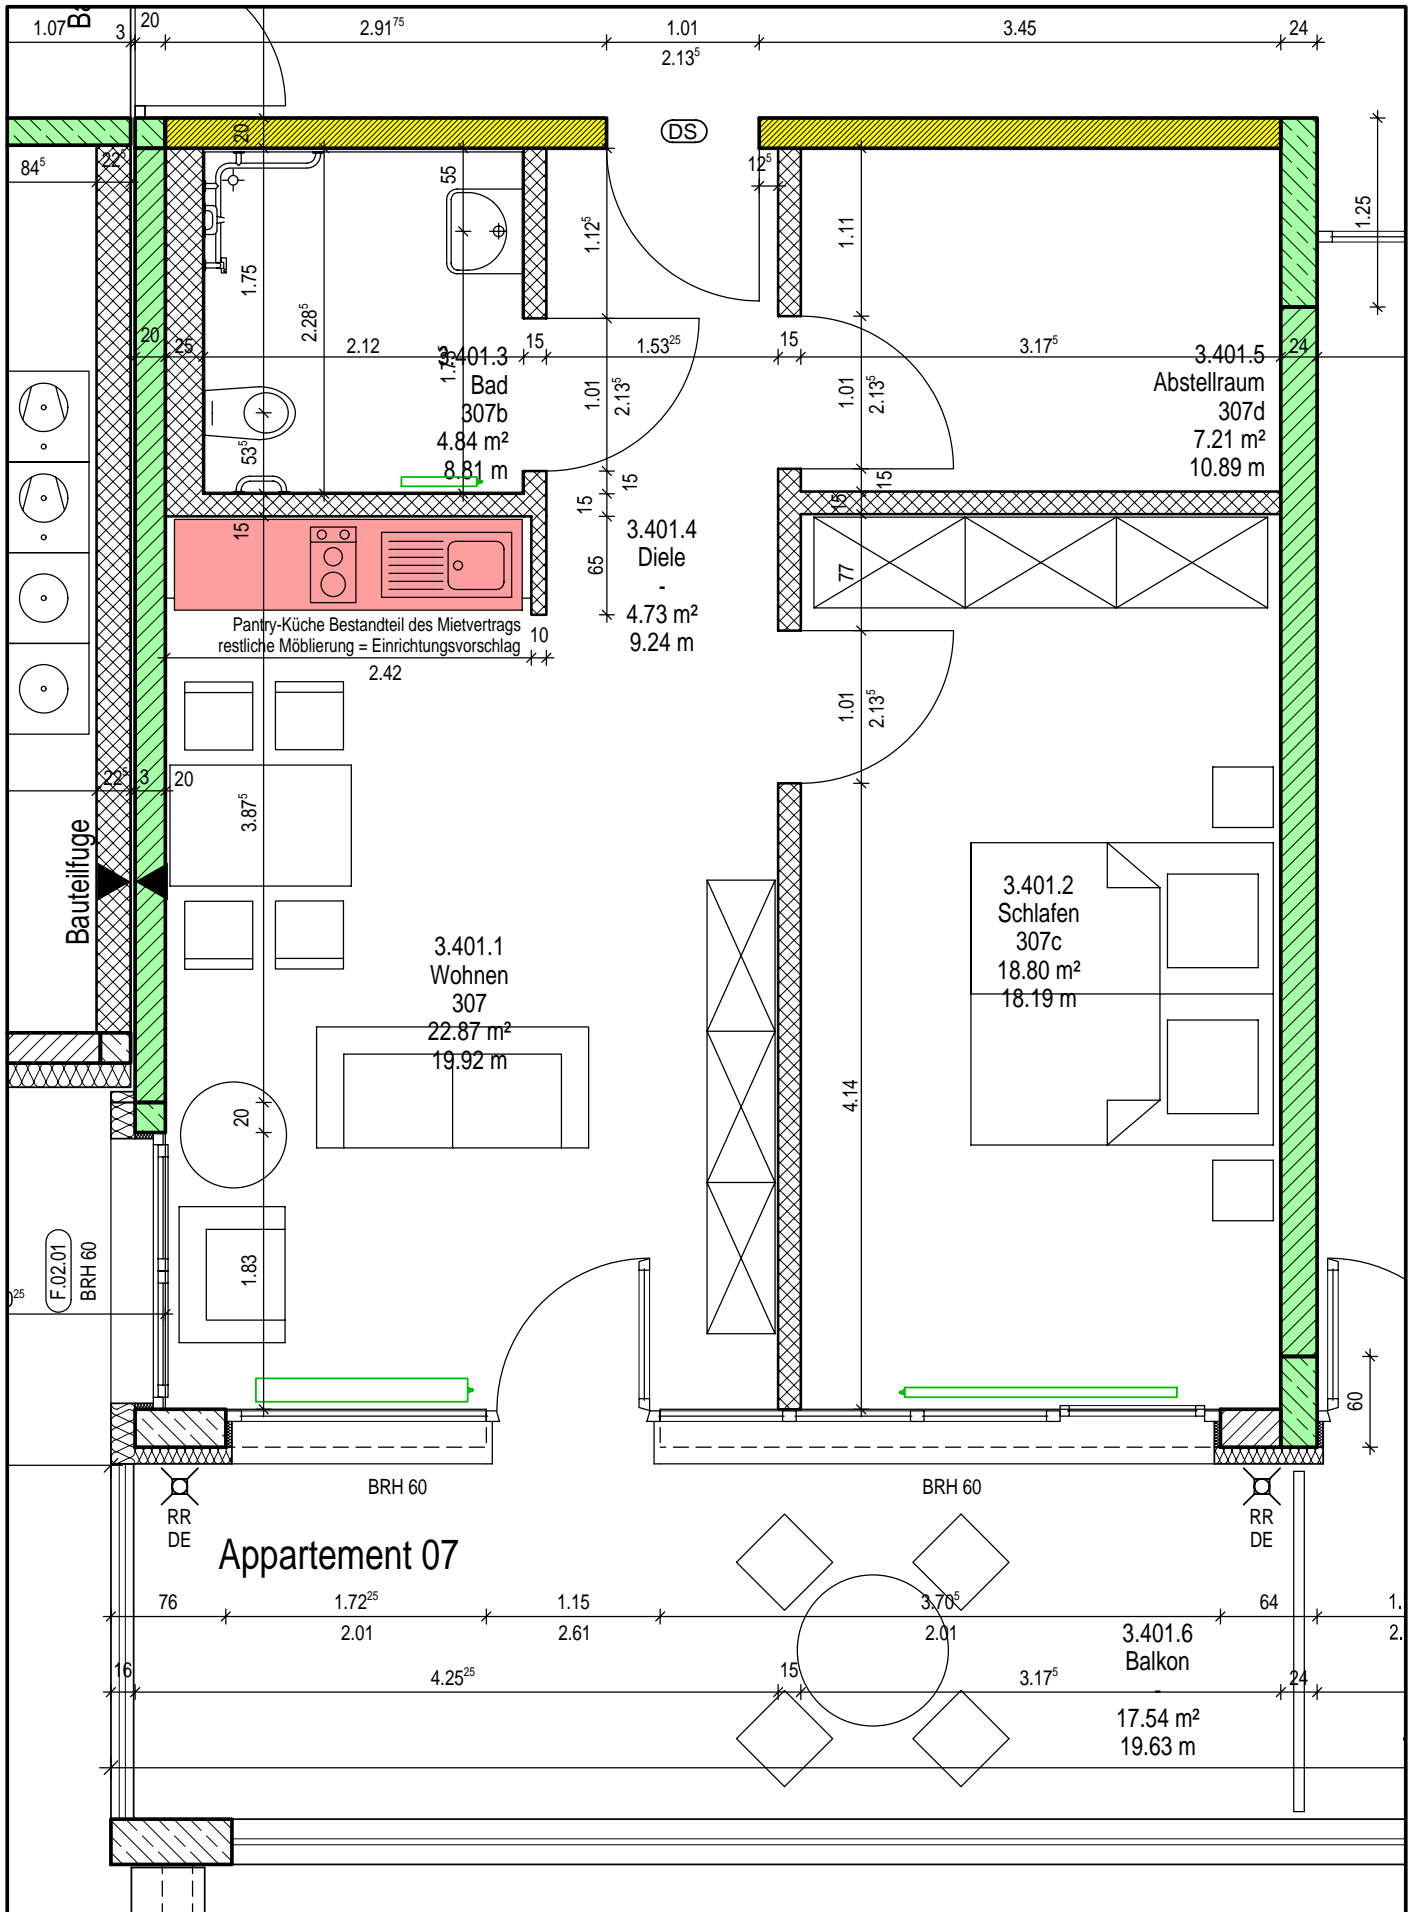 Ba
1.07
3
20
2.91⁷⁵
1.01
2.13⁵
3.45
24
DS
20
84⁵
22⁵
55
12⁵
1.12⁵
1.11
1.25
1.75
2.28⁵
20
25
2.12
15
1.53²⁵
15
3.17⁵
24
3.401.3
Bad
307b
4.84 m²
8.81 m
1.01
2.13⁵
1.01
2.13⁵
3.401.5
Abstellraum
307d
7.21 m²
10.89 m
53⁵
15
15
15
15
15
65
77
3.401.4
Diele
-
4.73 m²
9.24 m
Pantry-Küche Bestandteil des Mietvertrags
restliche Möblierung = Einrichtungsvorschlag
10
2.42
1.01
2.13⁵
22⁵
3
20
3.87⁵
Bauteilfuge
3.401.1
Wohnen
307
22.87 m²
19.92 m
3.401.2
Schlafen
307c
18.80 m²
18.19 m
20
4.14
F.02.01
BRH 60
1.83
60
BRH 60
BRH 60
RR
DE
RR
DE
Appartement 07
76
1.72²⁵
2.01
1.15
2.61
3.70⁵
2.01
64
1.
2.
3.401.6
Balkon
-
17.54 m²
19.63 m
16
4.25²⁵
15
3.17⁵
24